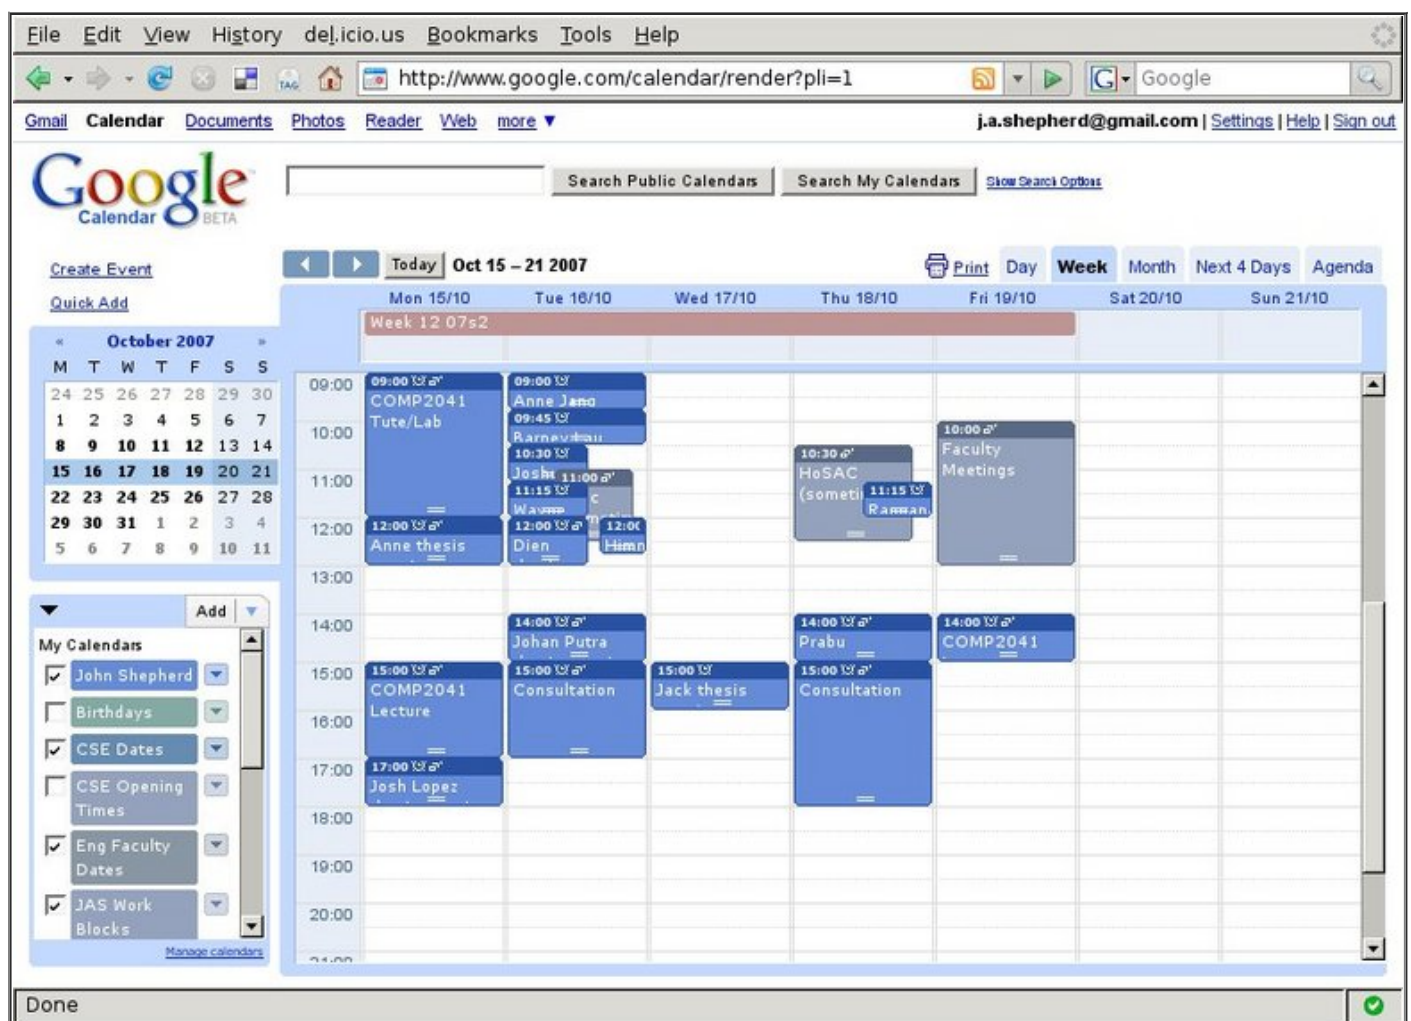 File Edit View History del.icio.us Bookmarks Tools Help
TAG http://www.google.com/calendar/render?pli=1 G Google
Gmail Calendar Documents Photos Reader Web more ▼ j.a.shepherd@gmail.com | Settings | Help | Sign out
Google Calendar BETA
Search Public Calendars Search My Calendars Show Search Options
Create Event
Quick Add
Today Oct 15 – 21 2007 Print Day Week Month Next 4 Days Agenda
Mon 15/10 Tue 16/10 Wed 17/10 Thu 18/10 Fri 19/10 Sat 20/10 Sun 21/10
Week 12 07s2
« October 2007 »
M T W T F S S
24 25 26 27 28 29 30
1 2 3 4 5 6 7
8 9 10 11 12 13 14
15 16 17 18 19 20 21
22 23 24 25 26 27 28
29 30 31 1 2 3 4
5 6 7 8 9 10 11
Add
My Calendars
John Shepherd
Birthdays
CSE Dates
CSE Opening
Times
Eng Faculty
Dates
JAS Work
Blocks
Manage calendars
09:00
10:00
11:00
12:00
13:00
14:00
15:00
16:00
17:00
18:00
19:00
20:00
21:00
09:00
COMP2041
Tute/Lab
12:00
Anne thesis
15:00
COMP2041
Lecture
17:00
Josh Lopez
09:00
Anne
09:45
10:30
11:00
11:15
12:00
Dien
12:00
14:00
Johan Putra
15:00
Consultation
15:00
Jack thesis
10:30
HoSAC
11:15
14:00
Prabu
15:00
Consultation
10:00
Faculty
Meetings
14:00
COMP2041
Done